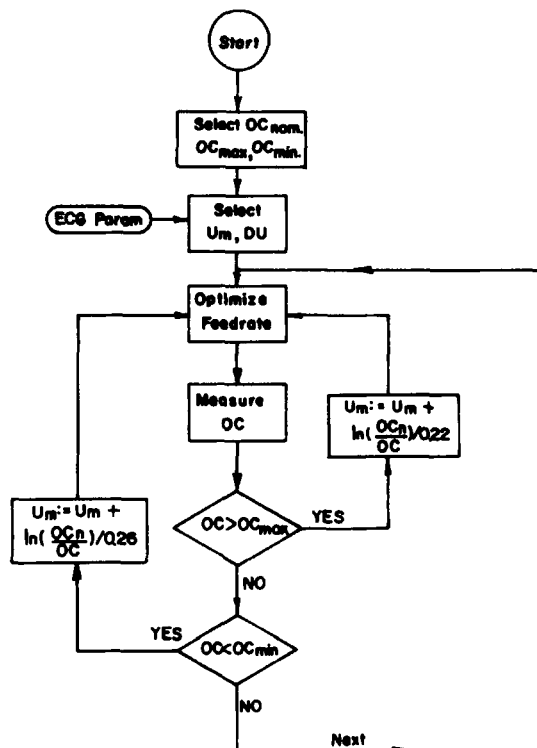 Start
Select OCnom.
OCmax, OCmin.
ECG Param
Select
Um, DU
Optimize
Feedrate
Measure
OC
Um:= Um +
ln(OCn/OC)/0.22
Um:= Um +
ln(OCn/OC)/0.26
OC>OCmax
YES
NO
YES
OC<OCmin
NO
Next